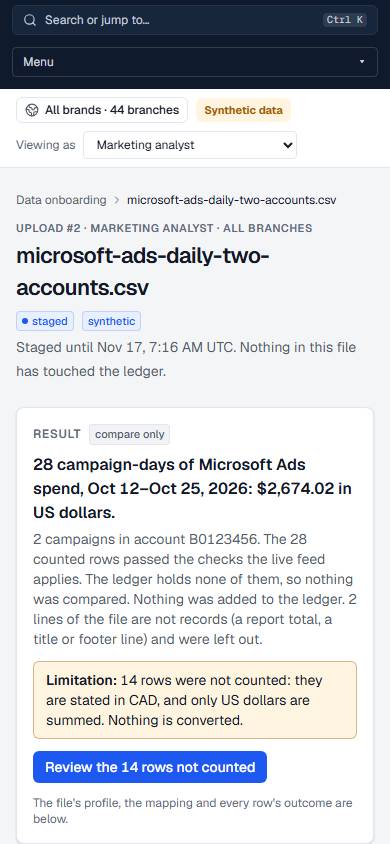 Search or jump to...
Ctrl K
Menu
All brands · 44 branches
Synthetic data
Viewing as
Marketing analyst
Data onboarding > microsoft-ads-daily-two-accounts.csv
UPLOAD #2 · MARKETING ANALYST · ALL BRANCHES
microsoft-ads-daily-two-
accounts.csv
staged
synthetic
Staged until Nov 17, 7:16 AM UTC. Nothing in this file
has touched the ledger.
RESULT
compare only
28 campaign-days of Microsoft Ads
spend, Oct 12–Oct 25, 2026: $2,674.02 in
US dollars.
2 campaigns in account B0123456. The 28
counted rows passed the checks the live feed
applies. The ledger holds none of them, so nothing
was compared. Nothing was added to the ledger. 2
lines of the file are not records (a report total, a
title or footer line) and were left out.
Limitation: 14 rows were not counted: they
are stated in CAD, and only US dollars are
summed. Nothing is converted.
Review the 14 rows not counted
The file's profile, the mapping and every row's outcome are
below.